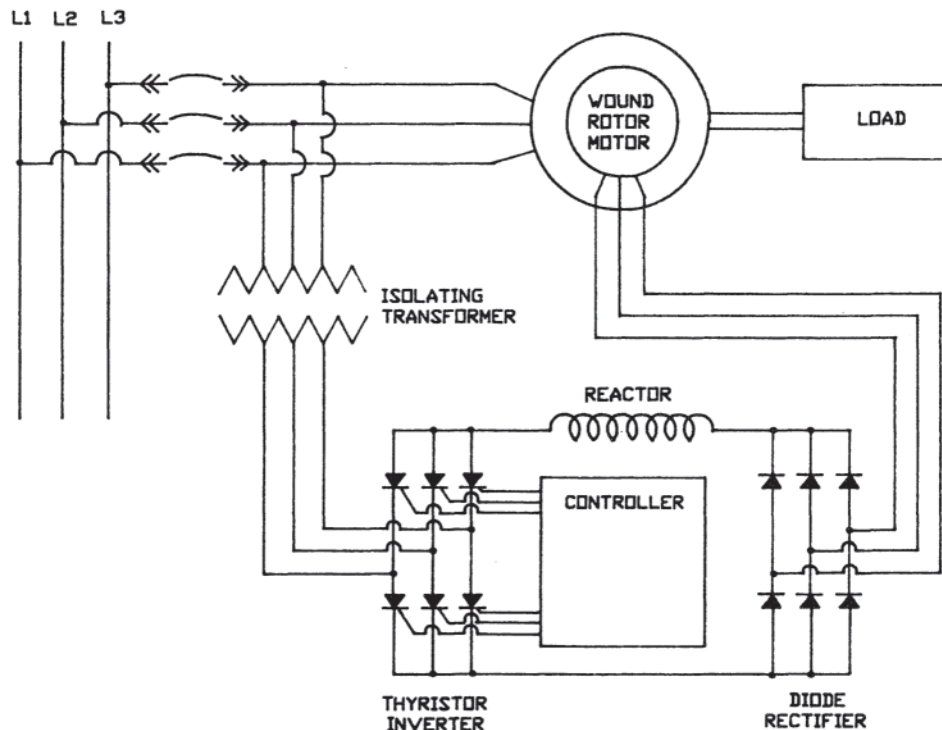 L1 L2 L3
WOUND
ROTOR
MOTOR
LOAD
ISOLATING
TRANSFORMER
REACTOR
CONTROLLER
THYRISTOR
INVERTER
DIODE
RECTIFIER